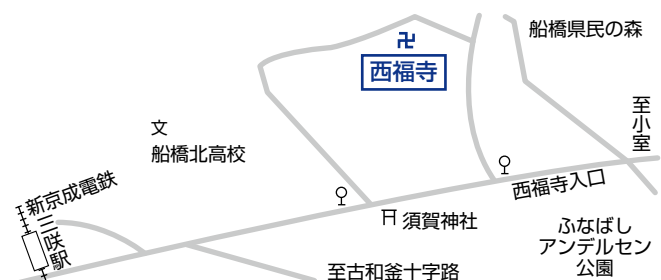 船橋県民の森
卍
西福寺
至小室
文
船橋北高校
新京成電鉄
三咲駅
西福寺入口
須賀神社
ふなばし
アンデルセン
公園
至古和釜十字路